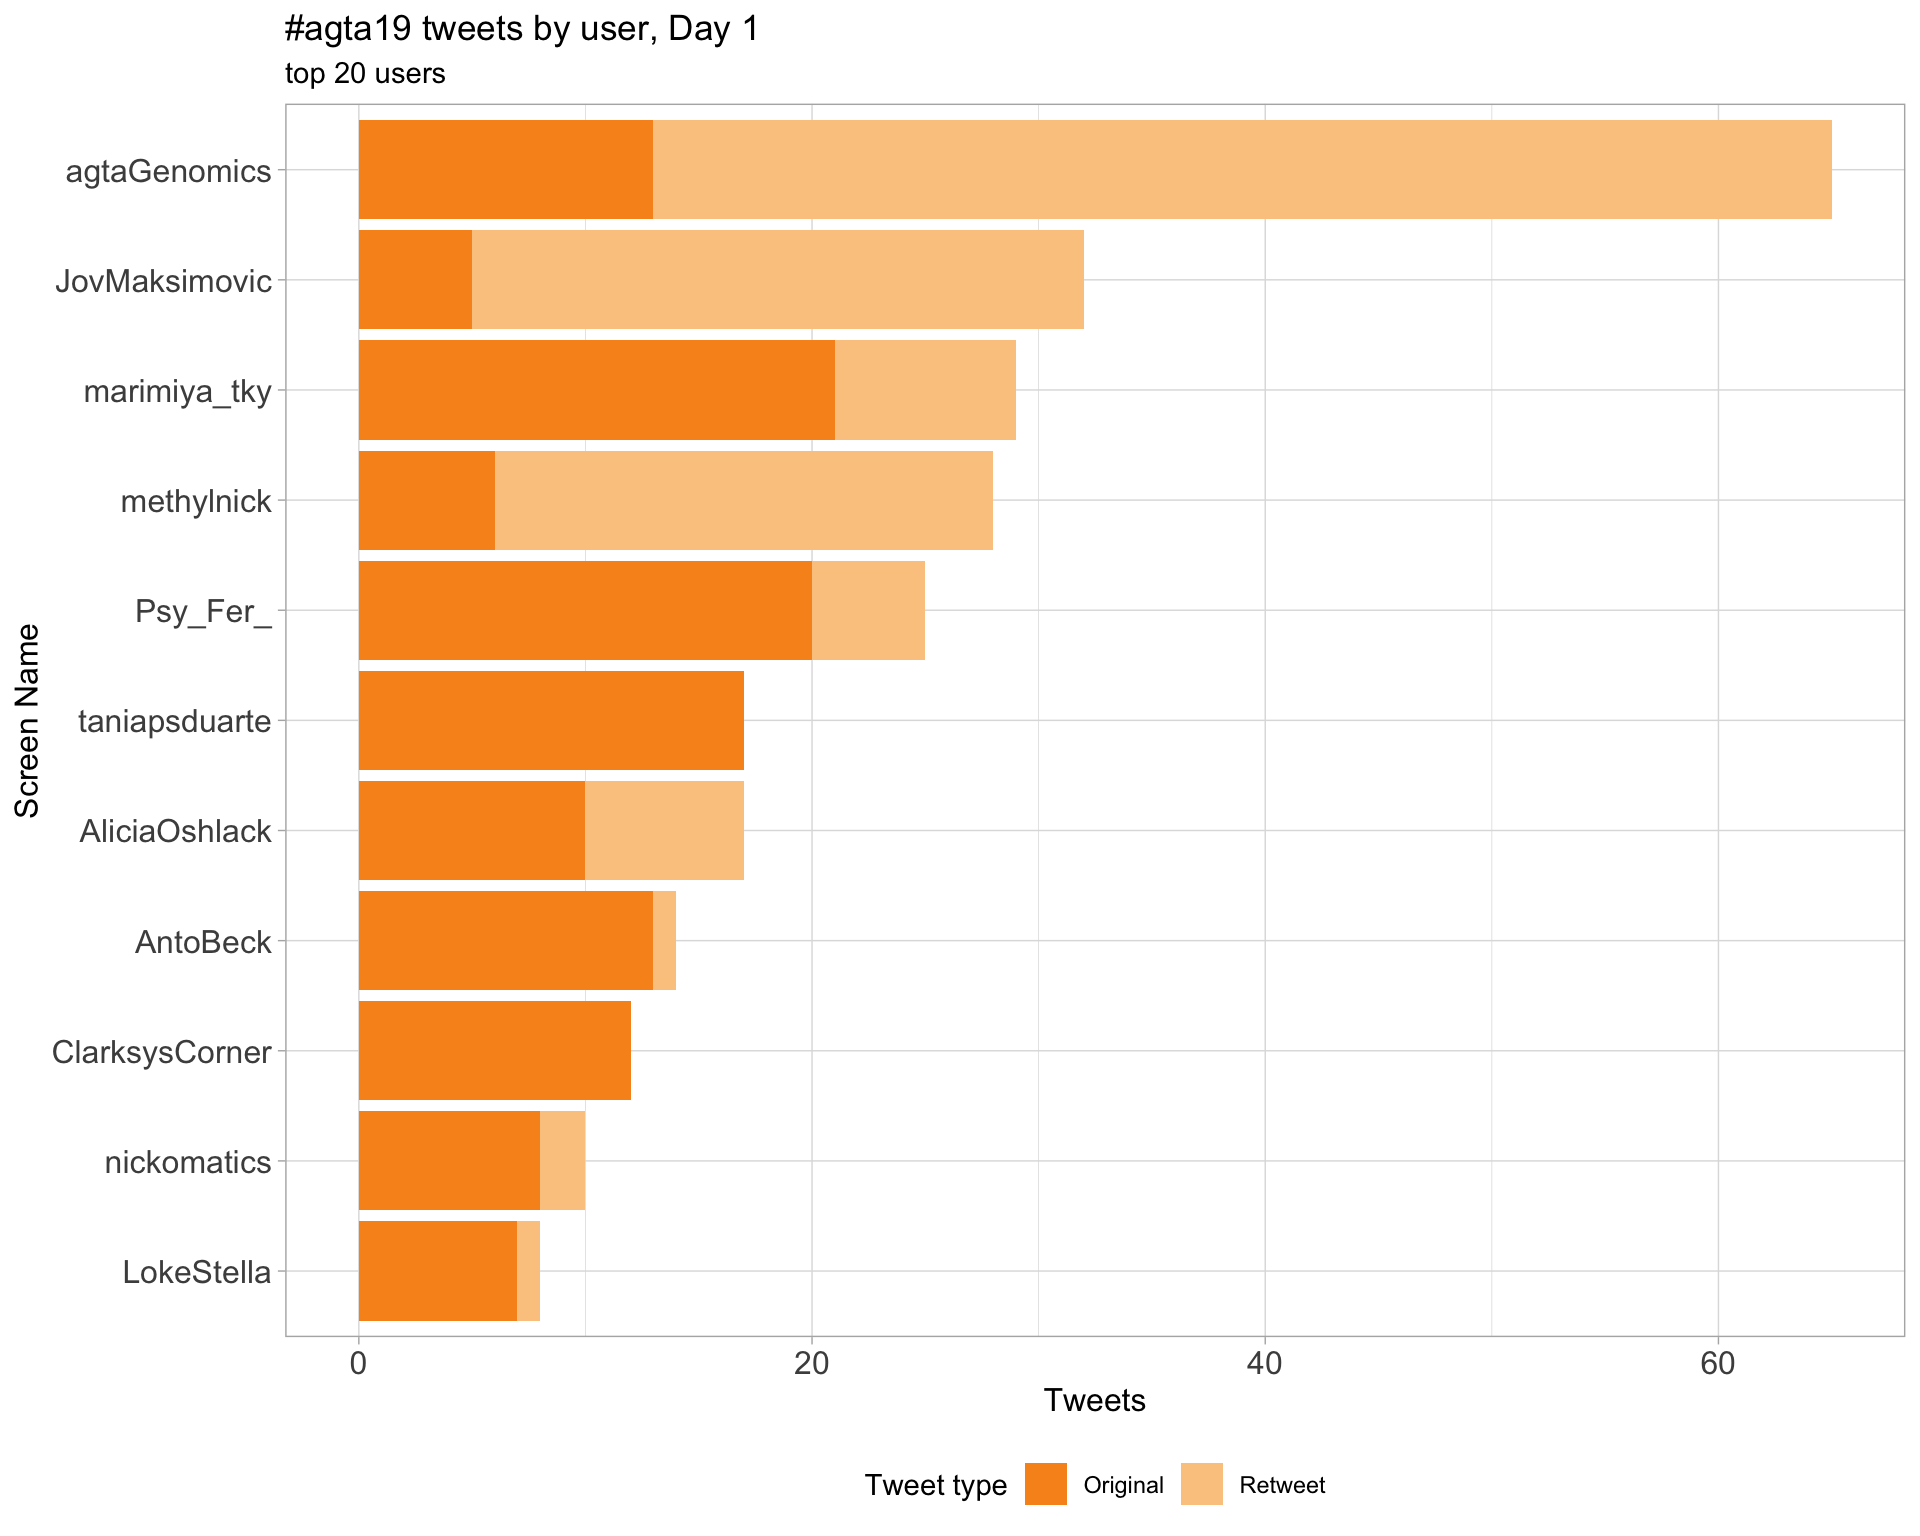 #agta19 tweets by user, Day 1
top 20 users
Screen Name
agtaGenomics
JovMaksimovic
marimiya_tky
methylnick
Psy_Fer_
taniapsduarte
AliciaOshlack
AntoBeck
ClarksysCorner
nickomatics
LokeStella
0 20 40 60
Tweets
Tweet type Original Retweet